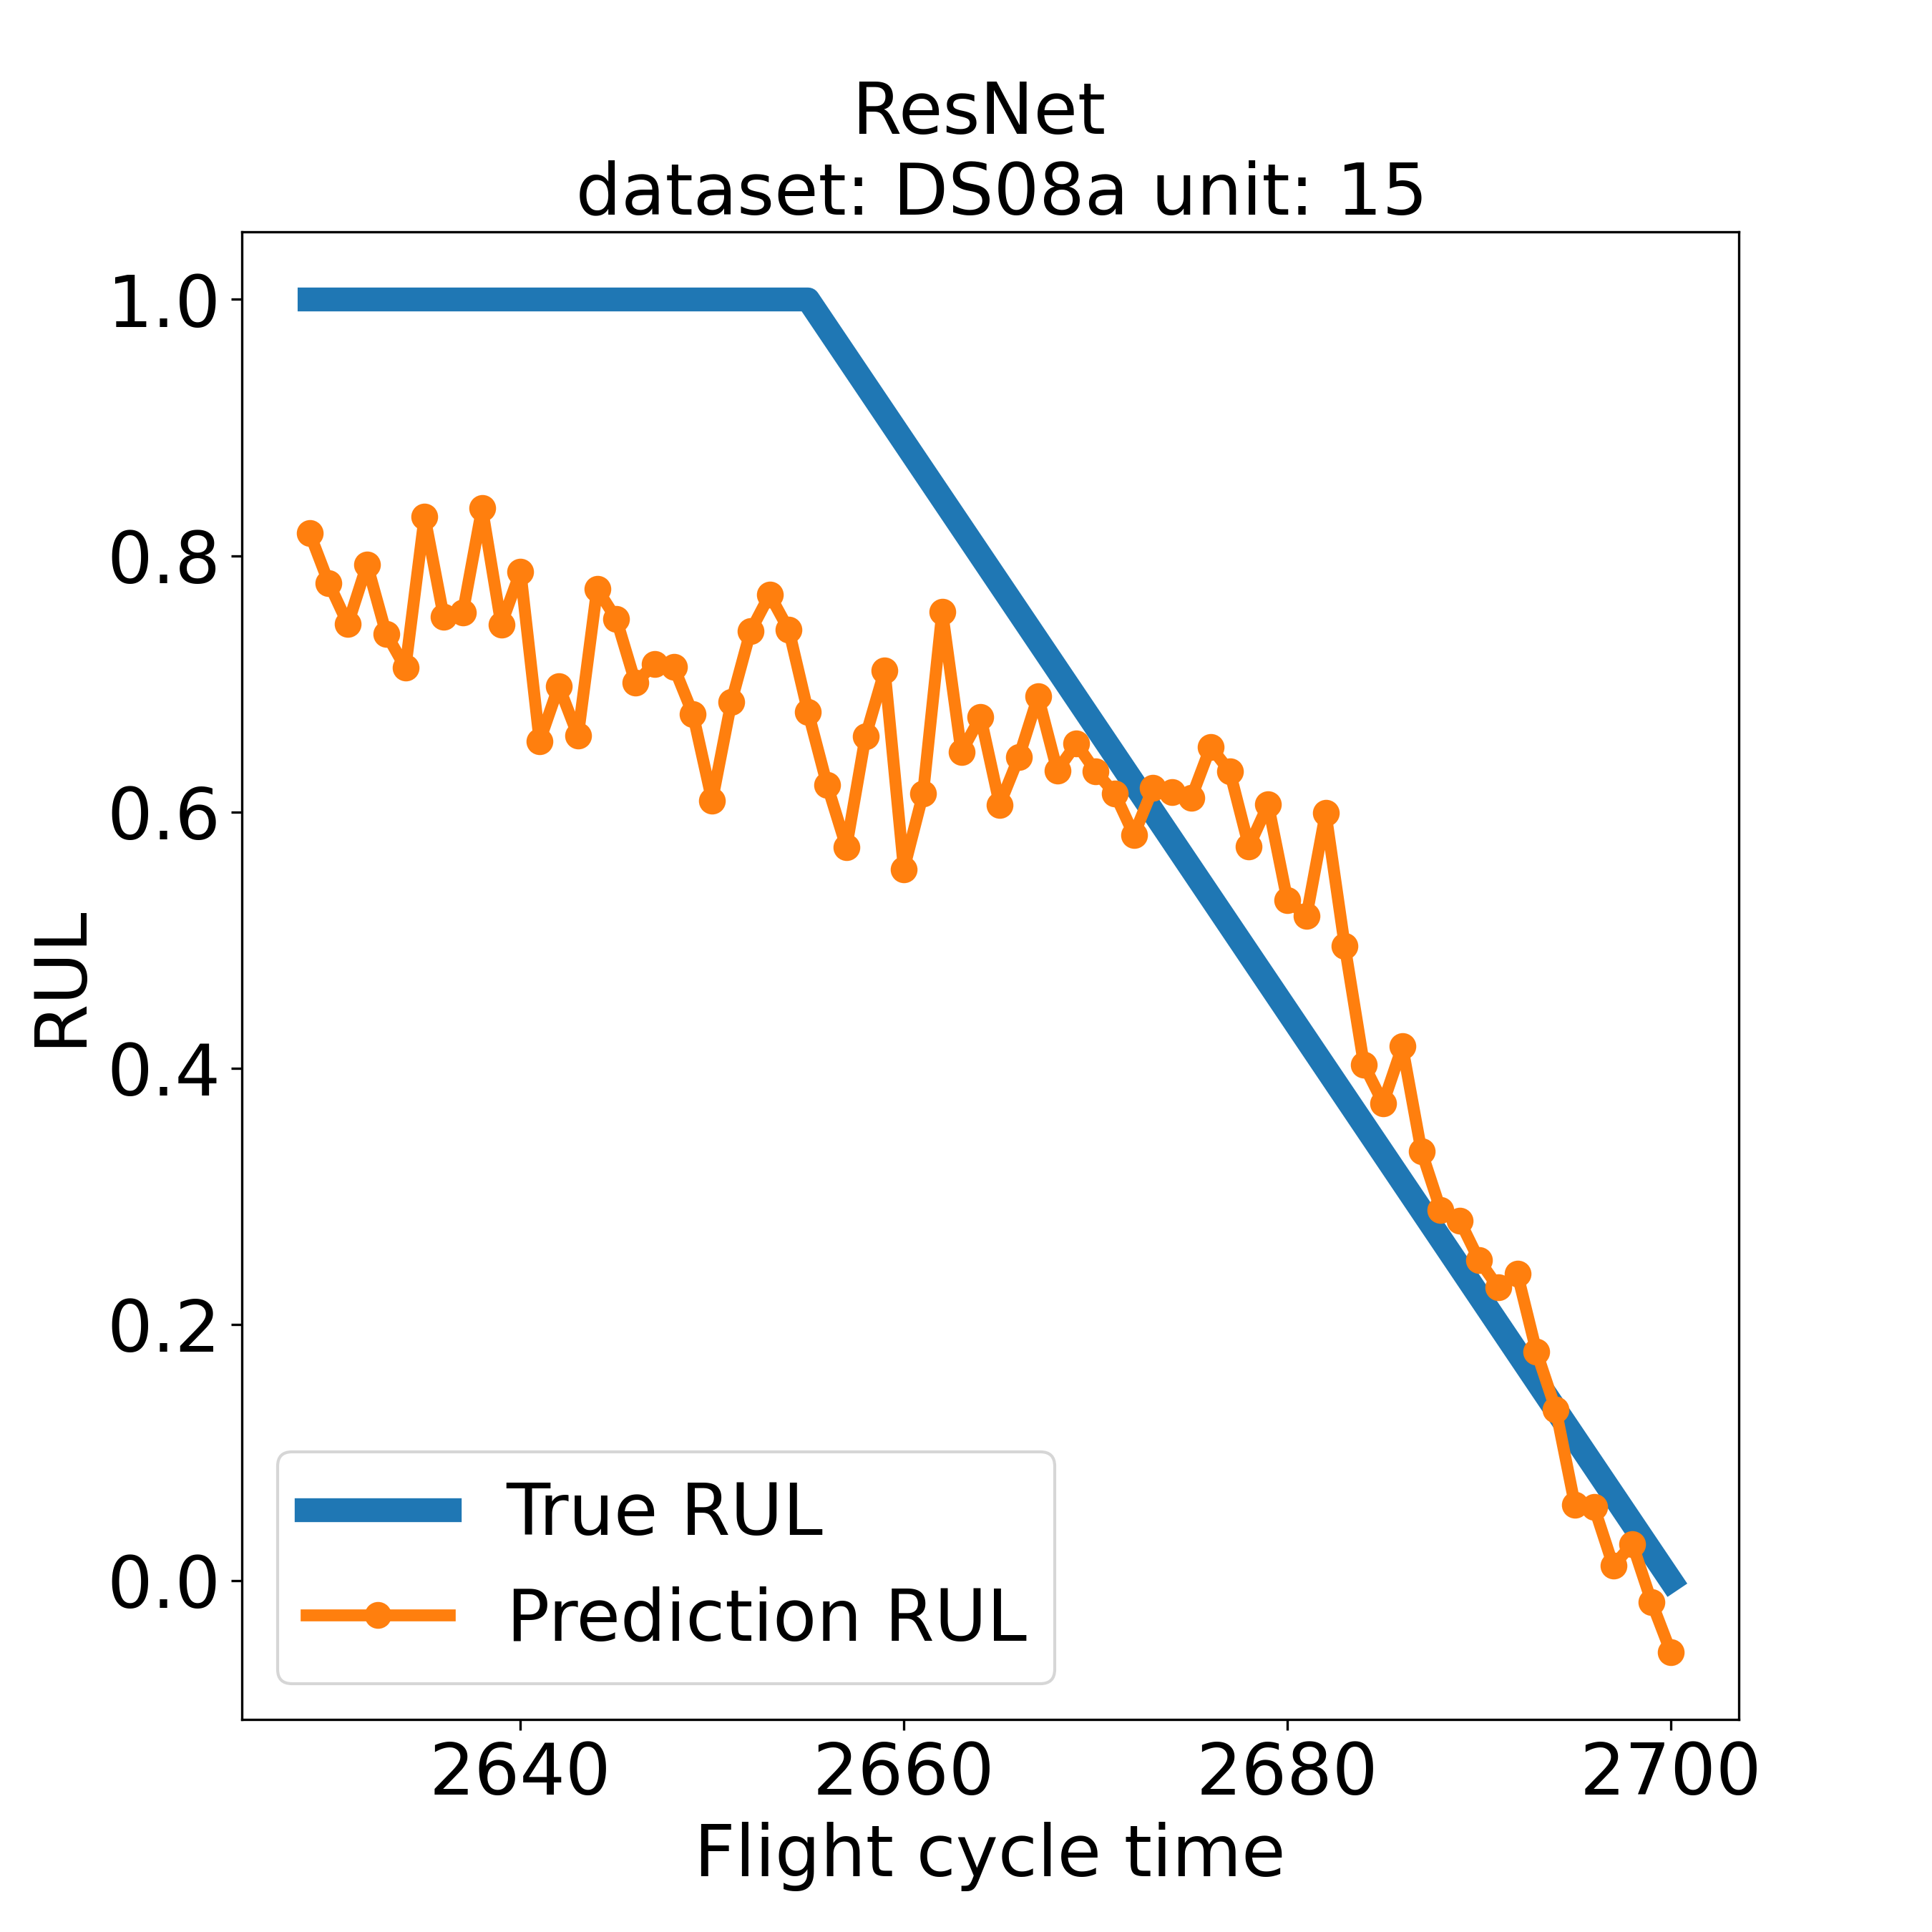 ResNet
dataset: DS08a unit: 15
1.0
0.8
0.6
0.4
0.2
0.0
RUL
True RUL
Prediction RUL
2640 2660 2680 2700
Flight cycle time